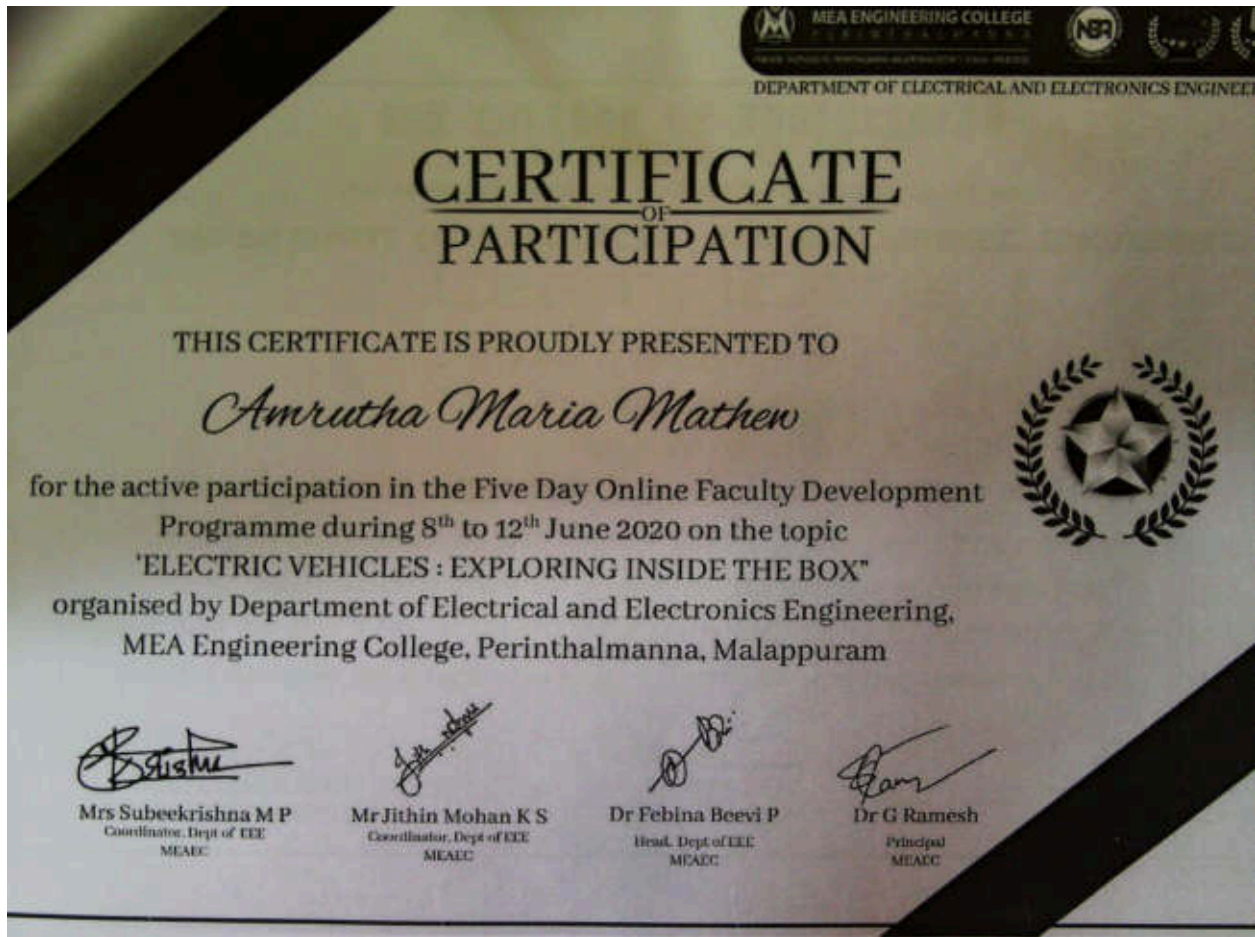 MEA ENGINEERING COLLEGE
PERINTHALMANNA
NBA
DEPARTMENT OF ELECTRICAL AND ELECTRONICS ENGINEE
CERTIFICATE
OF
PARTICIPATION
THIS CERTIFICATE IS PROUDLY PRESENTED TO
Amrutha Maria Mathew
for the active participation in the Five Day Online Faculty Development
Programme during 8th to 12th June 2020 on the topic
'ELECTRIC VEHICLES : EXPLORING INSIDE THE BOX"
organised by Department of Electrical and Electronics Engineering,
MEA Engineering College, Perinthalmanna, Malappuram
Mrs Subeekrishna M P
Coordinator, Dept of EEE
MEAEC
Mr Jithin Mohan K S
Coordinator, Dept of EEE
MEAEC
Dr Febina Beevi P
Head, Dept of EEE
MEAEC
Dr G Ramesh
Principal
MEAEC